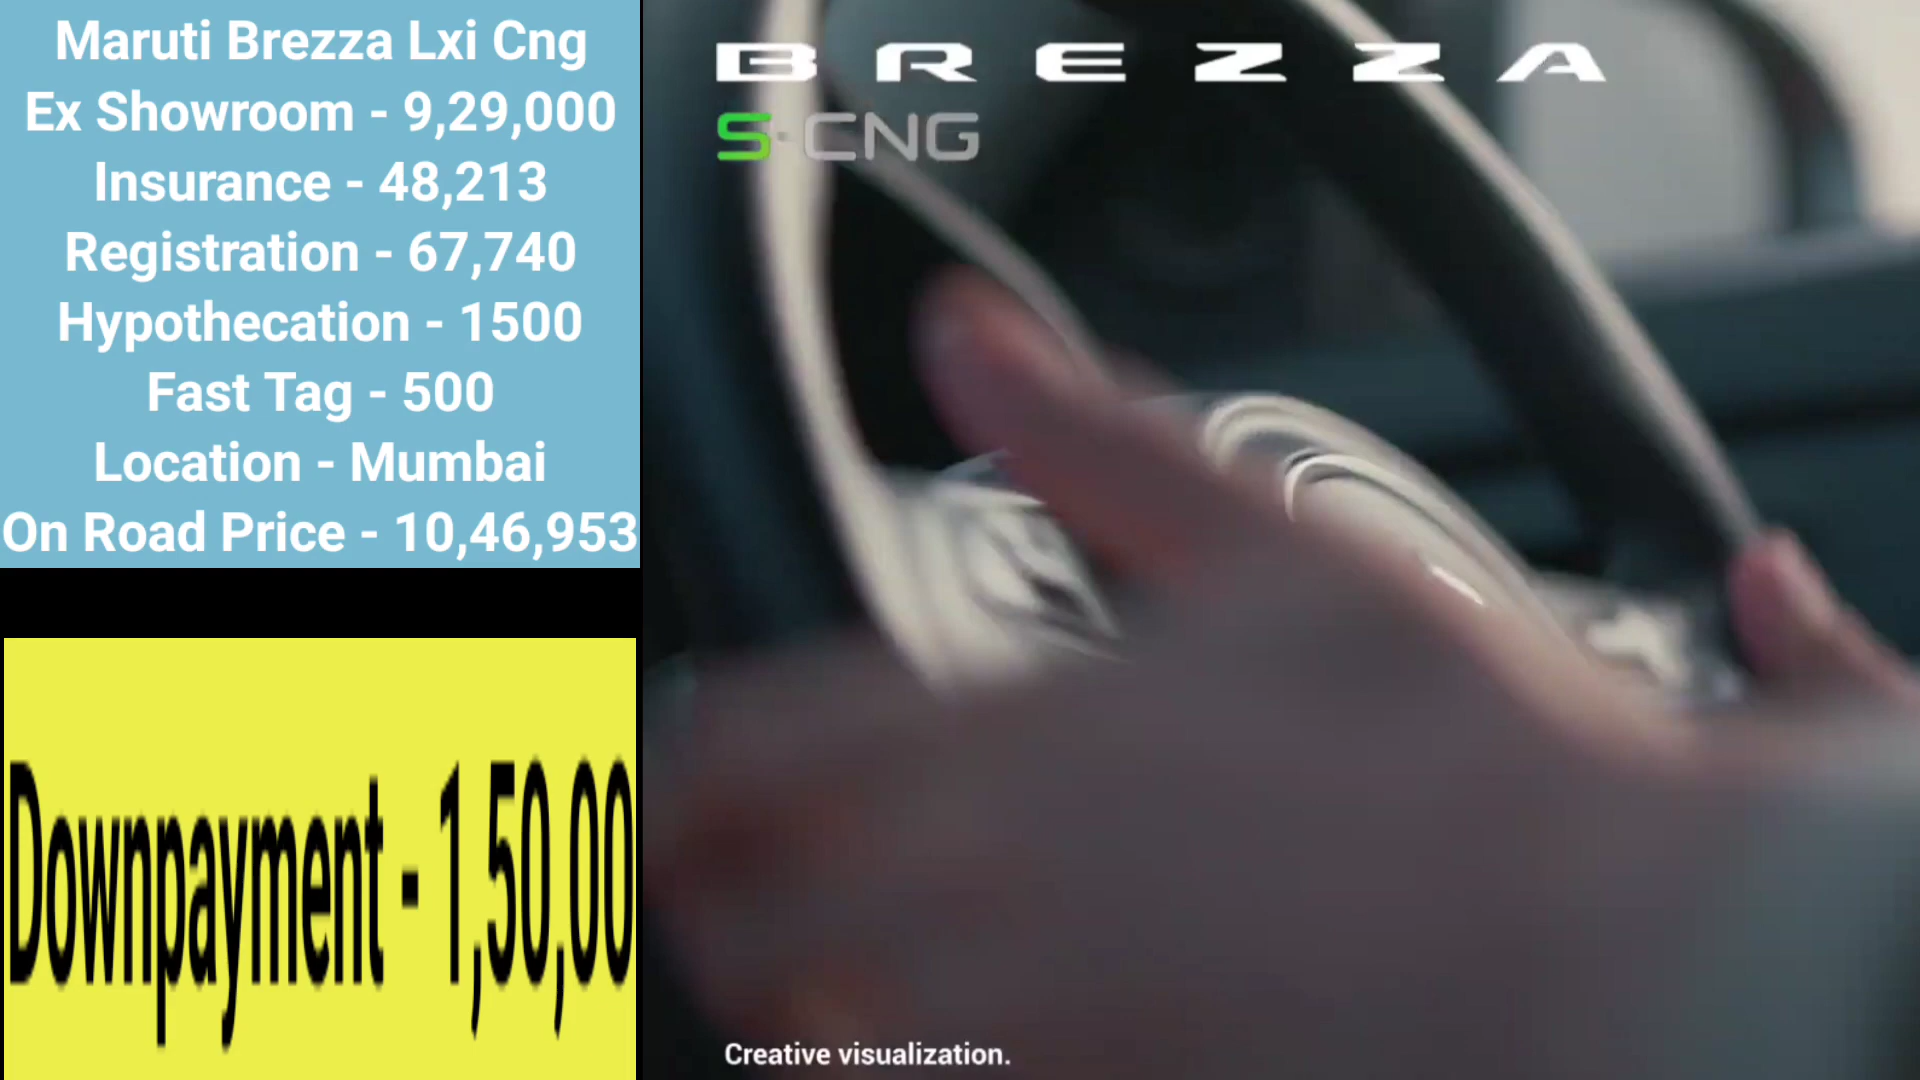 Maruti Brezza Lxi Cng
Ex Showroom - 9,29,000
Insurance - 48,213
Registration - 67,740
Hypothecation - 1500
Fast Tag - 500
Location - Mumbai
On Road Price - 10,46,953
Downpayment - 1,50,00
BREZZA
S-CNG
Creative visualization.